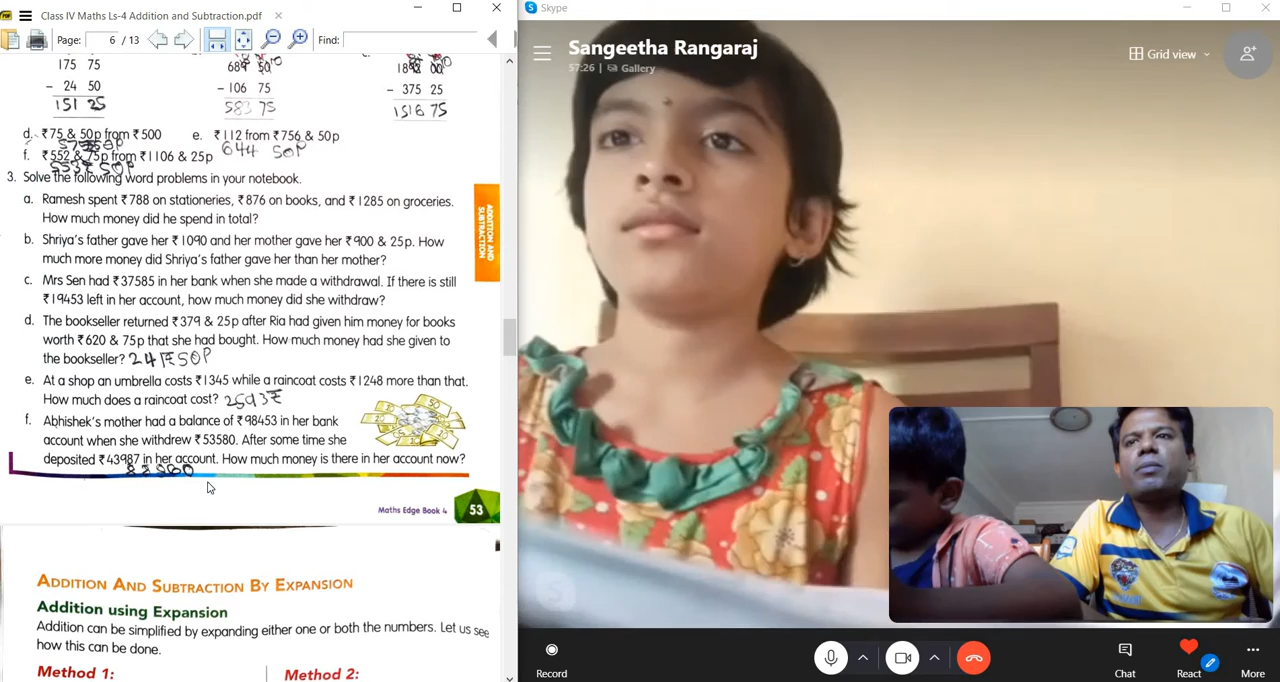 Class IV Maths Ls-4 Addition and Subtraction.pdf
Page: 6 / 13 Find:
175 75
- 24 50
151 25
689 50
- 106 75
583 75
- 375 25
1516 75
d. ₹75 & 50p from ₹500 e. ₹112 from ₹756 & 50p
644 50P
f. ₹552 & 75p from ₹1106 & 25p
3. Solve the following word problems in your notebook.
a. Ramesh spent ₹788 on stationeries, ₹876 on books, and ₹1285 on groceries.
How much money did he spend in total?
b. Shriya's father gave her ₹1090 and her mother gave her ₹900 & 25p. How
much more money did Shriya's father gave her than her mother?
c. Mrs Sen had ₹37585 in her bank when she made a withdrawal. If there is still
₹19453 left in her account, how much money did she withdraw?
d. The bookseller returned ₹379 & 25p after Ria had given him money for books
worth ₹620 & 75p that she had bought. How much money had she given to
the bookseller? 241₹50P
e. At a shop an umbrella costs ₹1345 while a raincoat costs ₹1248 more than that.
How much does a raincoat cost? 2593₹
f. Abhishek's mother had a balance of ₹98453 in her bank
account when she withdrew ₹53580. After some time she
deposited ₹43987 in her account. How much money is there in her account now?
ADDITION AND
SUBTRACTION
Maths Edge Book 4 53
ADDITION AND SUBTRACTION BY EXPANSION
Addition using Expansion
Addition can be simplified by expanding either one or both the numbers. Let us see
how this can be done.
Method 1: Method 2:
Skype
Sangeetha Rangaraj
57:26 | Gallery
Grid view
Record
Chat
React
More